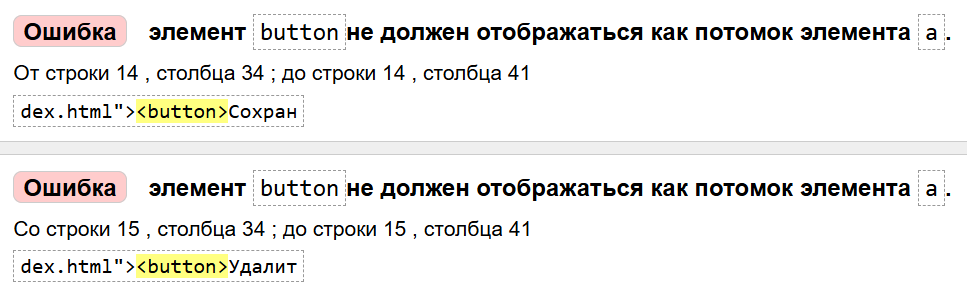 Ошибка элемент button не должен отображаться как потомок элемента a.
От строки 14 , столбца 34 ; до строки 14 , столбца 41
dex.html"><button>Сохран
Ошибка элемент button не должен отображаться как потомок элемента a.
Со строки 15 , столбца 34 ; до строки 15 , столбца 41
dex.html"><button>Удалит